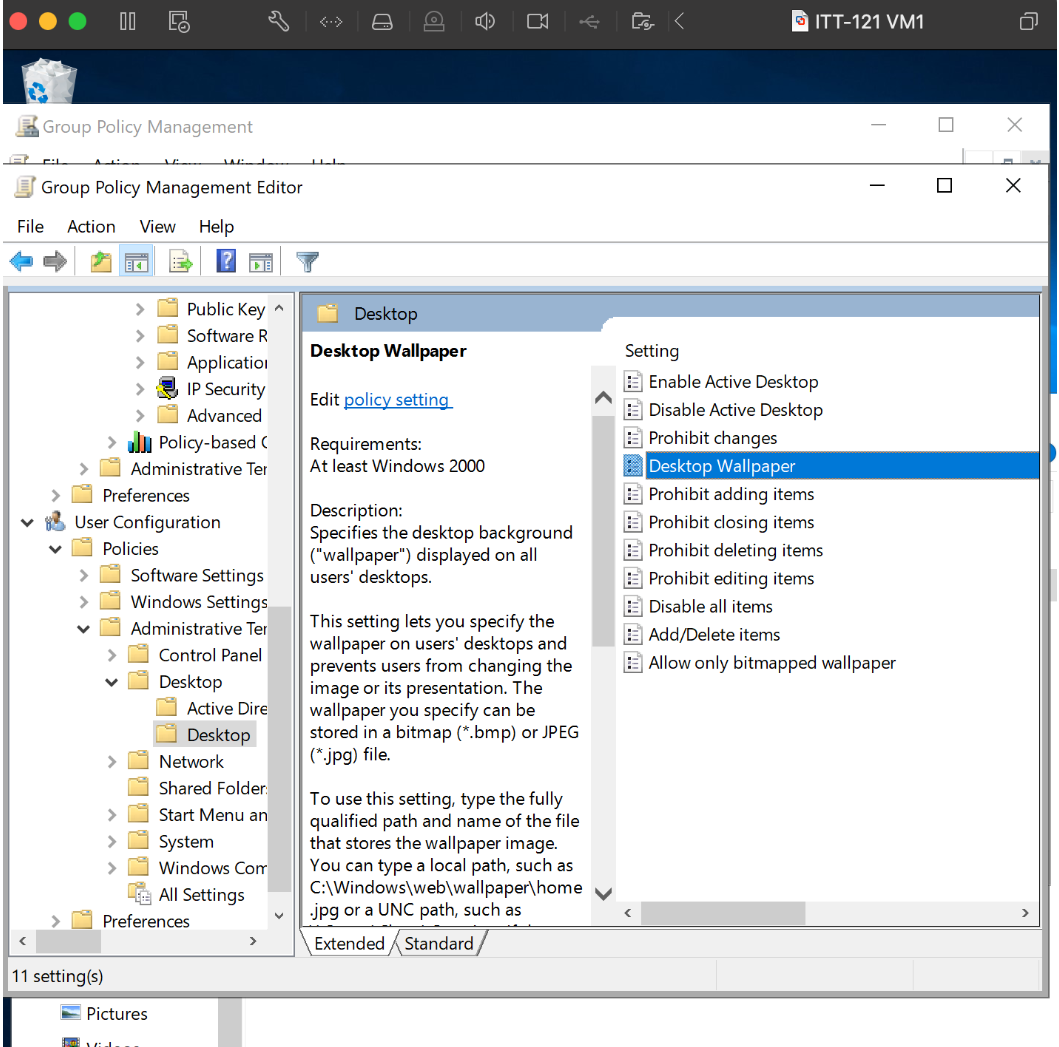 ITT-121 VM1
Group Policy Management
File Action View Window Help
Group Policy Management Editor
File Action View Help
Public Key
Software R
Application
IP Security
Advanced
Policy-based
Administrative Ter
Preferences
User Configuration
Policies
Software Settings
Windows Settings
Administrative Ter
Control Panel
Desktop
Active Dire
Desktop
Network
Shared Folder
Start Menu an
System
Windows Com
All Settings
Preferences
Desktop
Desktop Wallpaper
Edit policy setting
Requirements:
At least Windows 2000
Description:
Specifies the desktop background
("wallpaper") displayed on all
users' desktops.
This setting lets you specify the
wallpaper on users' desktops and
prevents users from changing the
image or its presentation. The
wallpaper you specify can be
stored in a bitmap (*.bmp) or JPEG
(*.jpg) file.
To use this setting, type the fully
qualified path and name of the file
that stores the wallpaper image.
You can type a local path, such as
C:\Windows\web\wallpaper\home
.jpg or a UNC path, such as
Setting
Enable Active Desktop
Disable Active Desktop
Prohibit changes
Desktop Wallpaper
Prohibit adding items
Prohibit closing items
Prohibit deleting items
Prohibit editing items
Disable all items
Add/Delete items
Allow only bitmapped wallpaper
Extended Standard
11 setting(s)
Pictures
Videos